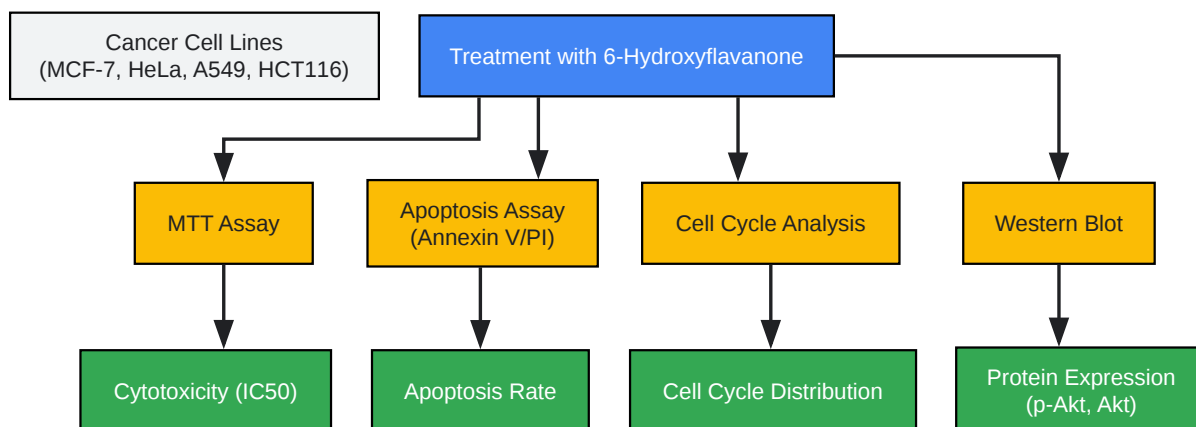 Cancer Cell Lines
(MCF-7, HeLa, A549, HCT116)
Treatment with 6-Hydroxyflavanone
MTT Assay
Apoptosis Assay
(Annexin V/PI)
Cell Cycle Analysis
Western Blot
Cytotoxicity (IC50)
Apoptosis Rate
Cell Cycle Distribution
Protein Expression
(p-Akt, Akt)